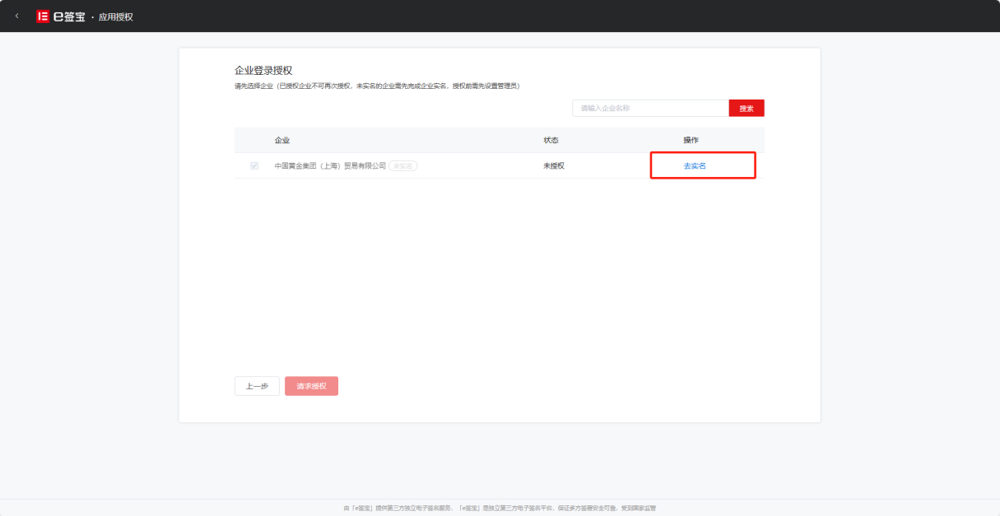 e签宝 · 应用授权
企业登录授权
请先选择企业（已授权企业不可再次授权，未实名的企业需先完成企业实名，授权前需先设置管理员）
请输入企业名称 搜索
企业 状态 操作
中国黄金集团（上海）贸易有限公司 未实名 未授权 去实名
上一步 请求授权
由「e签宝」提供第三方独立电子签名服务，「e签宝」是独立第三方电子签名平台，保证多方签署安全可靠，受到国家监管